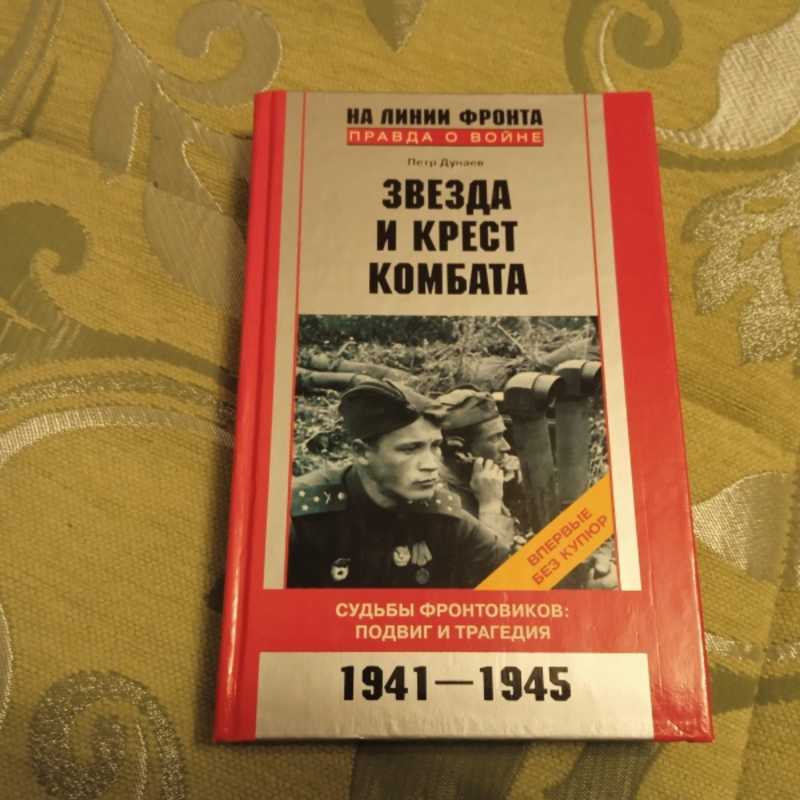 НА ЛИНИИ ФРОНТА
ПРАВДА О ВОЙНЕ
Петр Дунаев
ЗВЕЗДА
И КРЕСТ
КОМБАТА
ВПЕРВЫЕ
БЕЗ КУПЮР
СУДЬБЫ ФРОНТОВИКОВ:
ПОДВИГ И ТРАГЕДИЯ
1941—1945